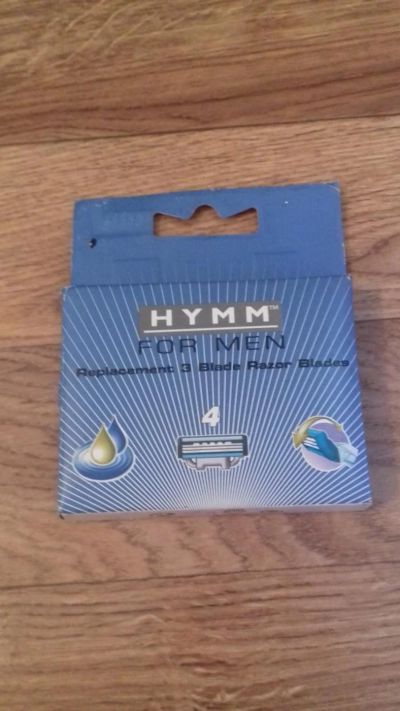 HYMM™
FOR MEN
Replacement 3 Blade Razor Blades
4